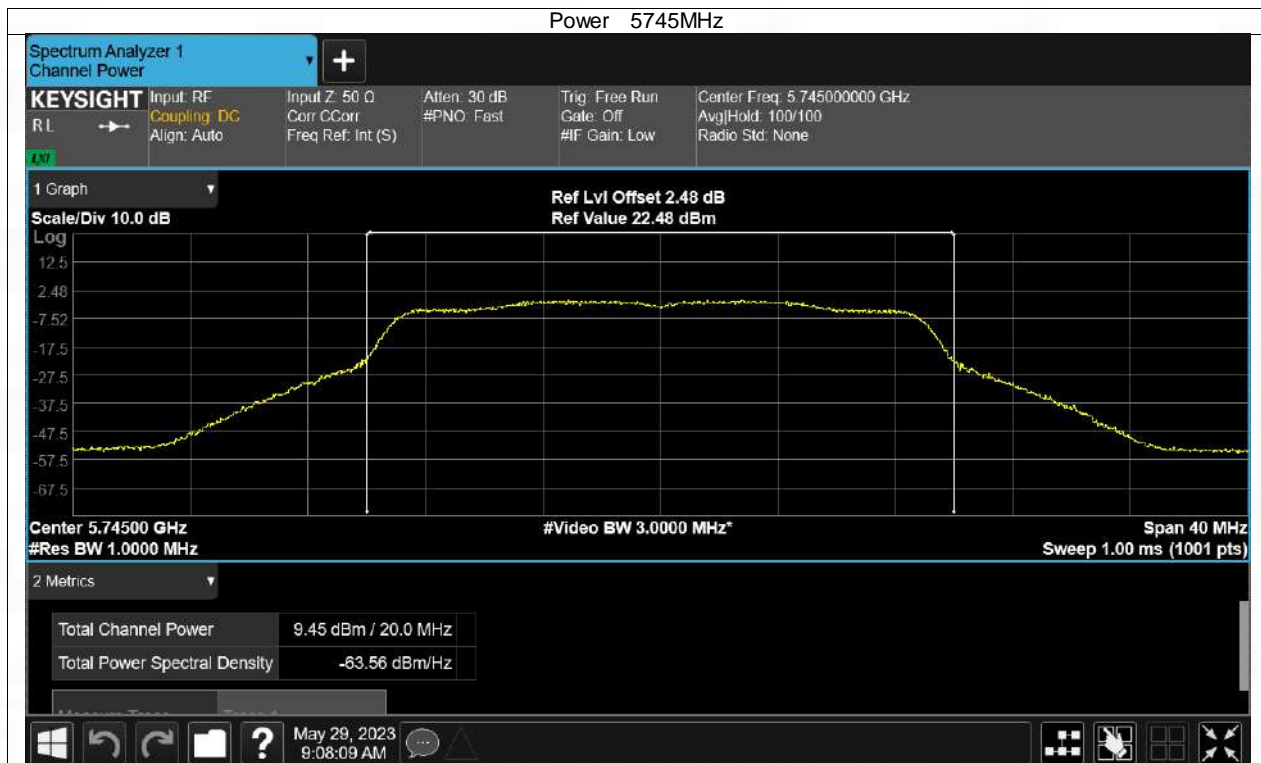 Power 5745MHz
Spectrum Analyzer 1
Channel Power
KEYSIGHT
RL
LXI
Input: RF
Coupling: DC
Align: Auto
Input Z: 50 Ω
Corr CCorr
Freq Ref: Int (S)
Atten: 30 dB
#PNO: Fast
Trig: Free Run
Gate: Off
#IF Gain: Low
Center Freq: 5.745000000 GHz
Avg|Hold: 100/100
Radio Std: None
1 Graph
Scale/Div 10.0 dB
Ref Lvl Offset 2.48 dB
Ref Value 22.48 dBm
Log
12.5
2.48
-7.52
-17.5
-27.5
-37.5
-47.5
-57.5
-67.5
Center 5.74500 GHz
#Res BW 1.0000 MHz
#Video BW 3.0000 MHz*
Span 40 MHz
Sweep 1.00 ms (1001 pts)
2 Metrics
Total Channel Power 9.45 dBm / 20.0 MHz
Total Power Spectral Density -63.56 dBm/Hz
May 29, 2023
9:08:09 AM